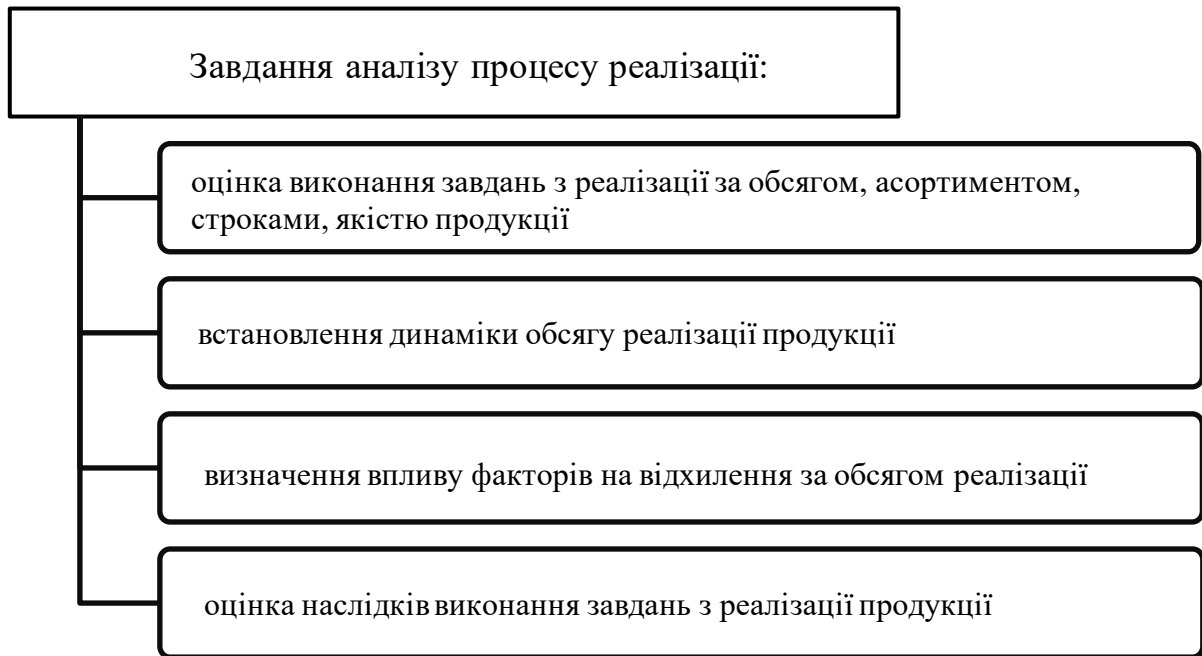 Завдання аналізу процесу реалізації:
оцінка виконання завдань з реалізації за обсягом, асортиментом,
строками, якістю продукції
встановлення динаміки обсягу реалізації продукції
визначення впливу факторів на відхилення за обсягом реалізації
оцінка наслідків виконання завдань з реалізації продукції